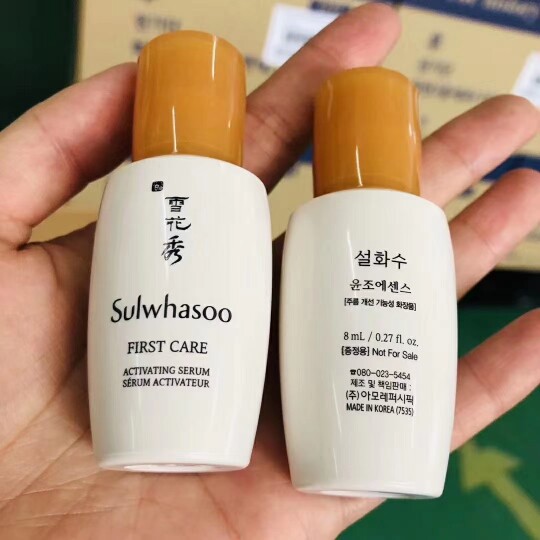 雪花秀
Sulwhasoo
FIRST CARE
ACTIVATING SERUM
SÉRUM ACTIVATEUR
설화수
윤조에센스
[주름 개선 기능성 화장품]
8 mL / 0.27 fl. oz.
[증정용] Not For Sale
☎080-023-5454
제조 및 책임판매 :
(주)아모레퍼시픽
MADE IN KOREA (7535)